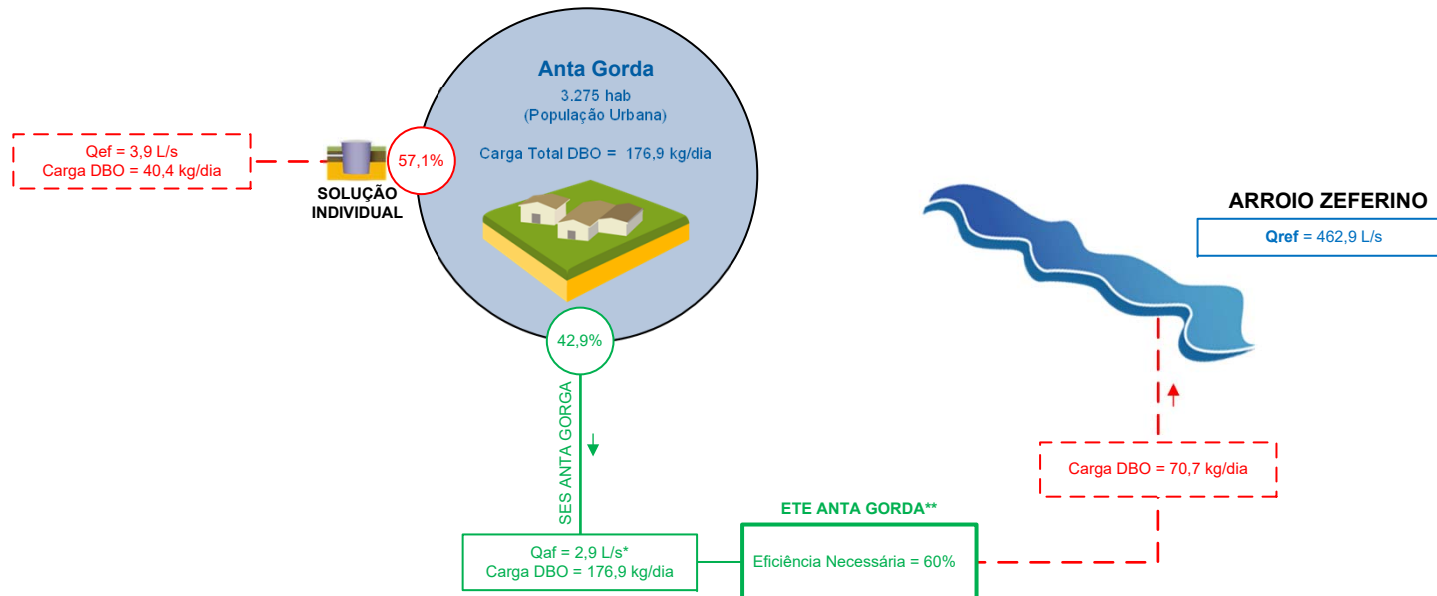 Anta Gorda
3.275 hab
(População Urbana)
Carga Total DBO = 176,9 kg/dia
Qef = 3,9 L/s
Carga DBO = 40,4 kg/dia
SOLUÇÃO
INDIVIDUAL
57,1%
42,9%
SES ANTA GORGA
Qaf = 2,9 L/s*
Carga DBO = 176,9 kg/dia
ETE ANTA GORDA**
Eficiência Necessária = 60%
Carga DBO = 70,7 kg/dia
ARROIO ZEFERINO
Qref = 462,9 L/s